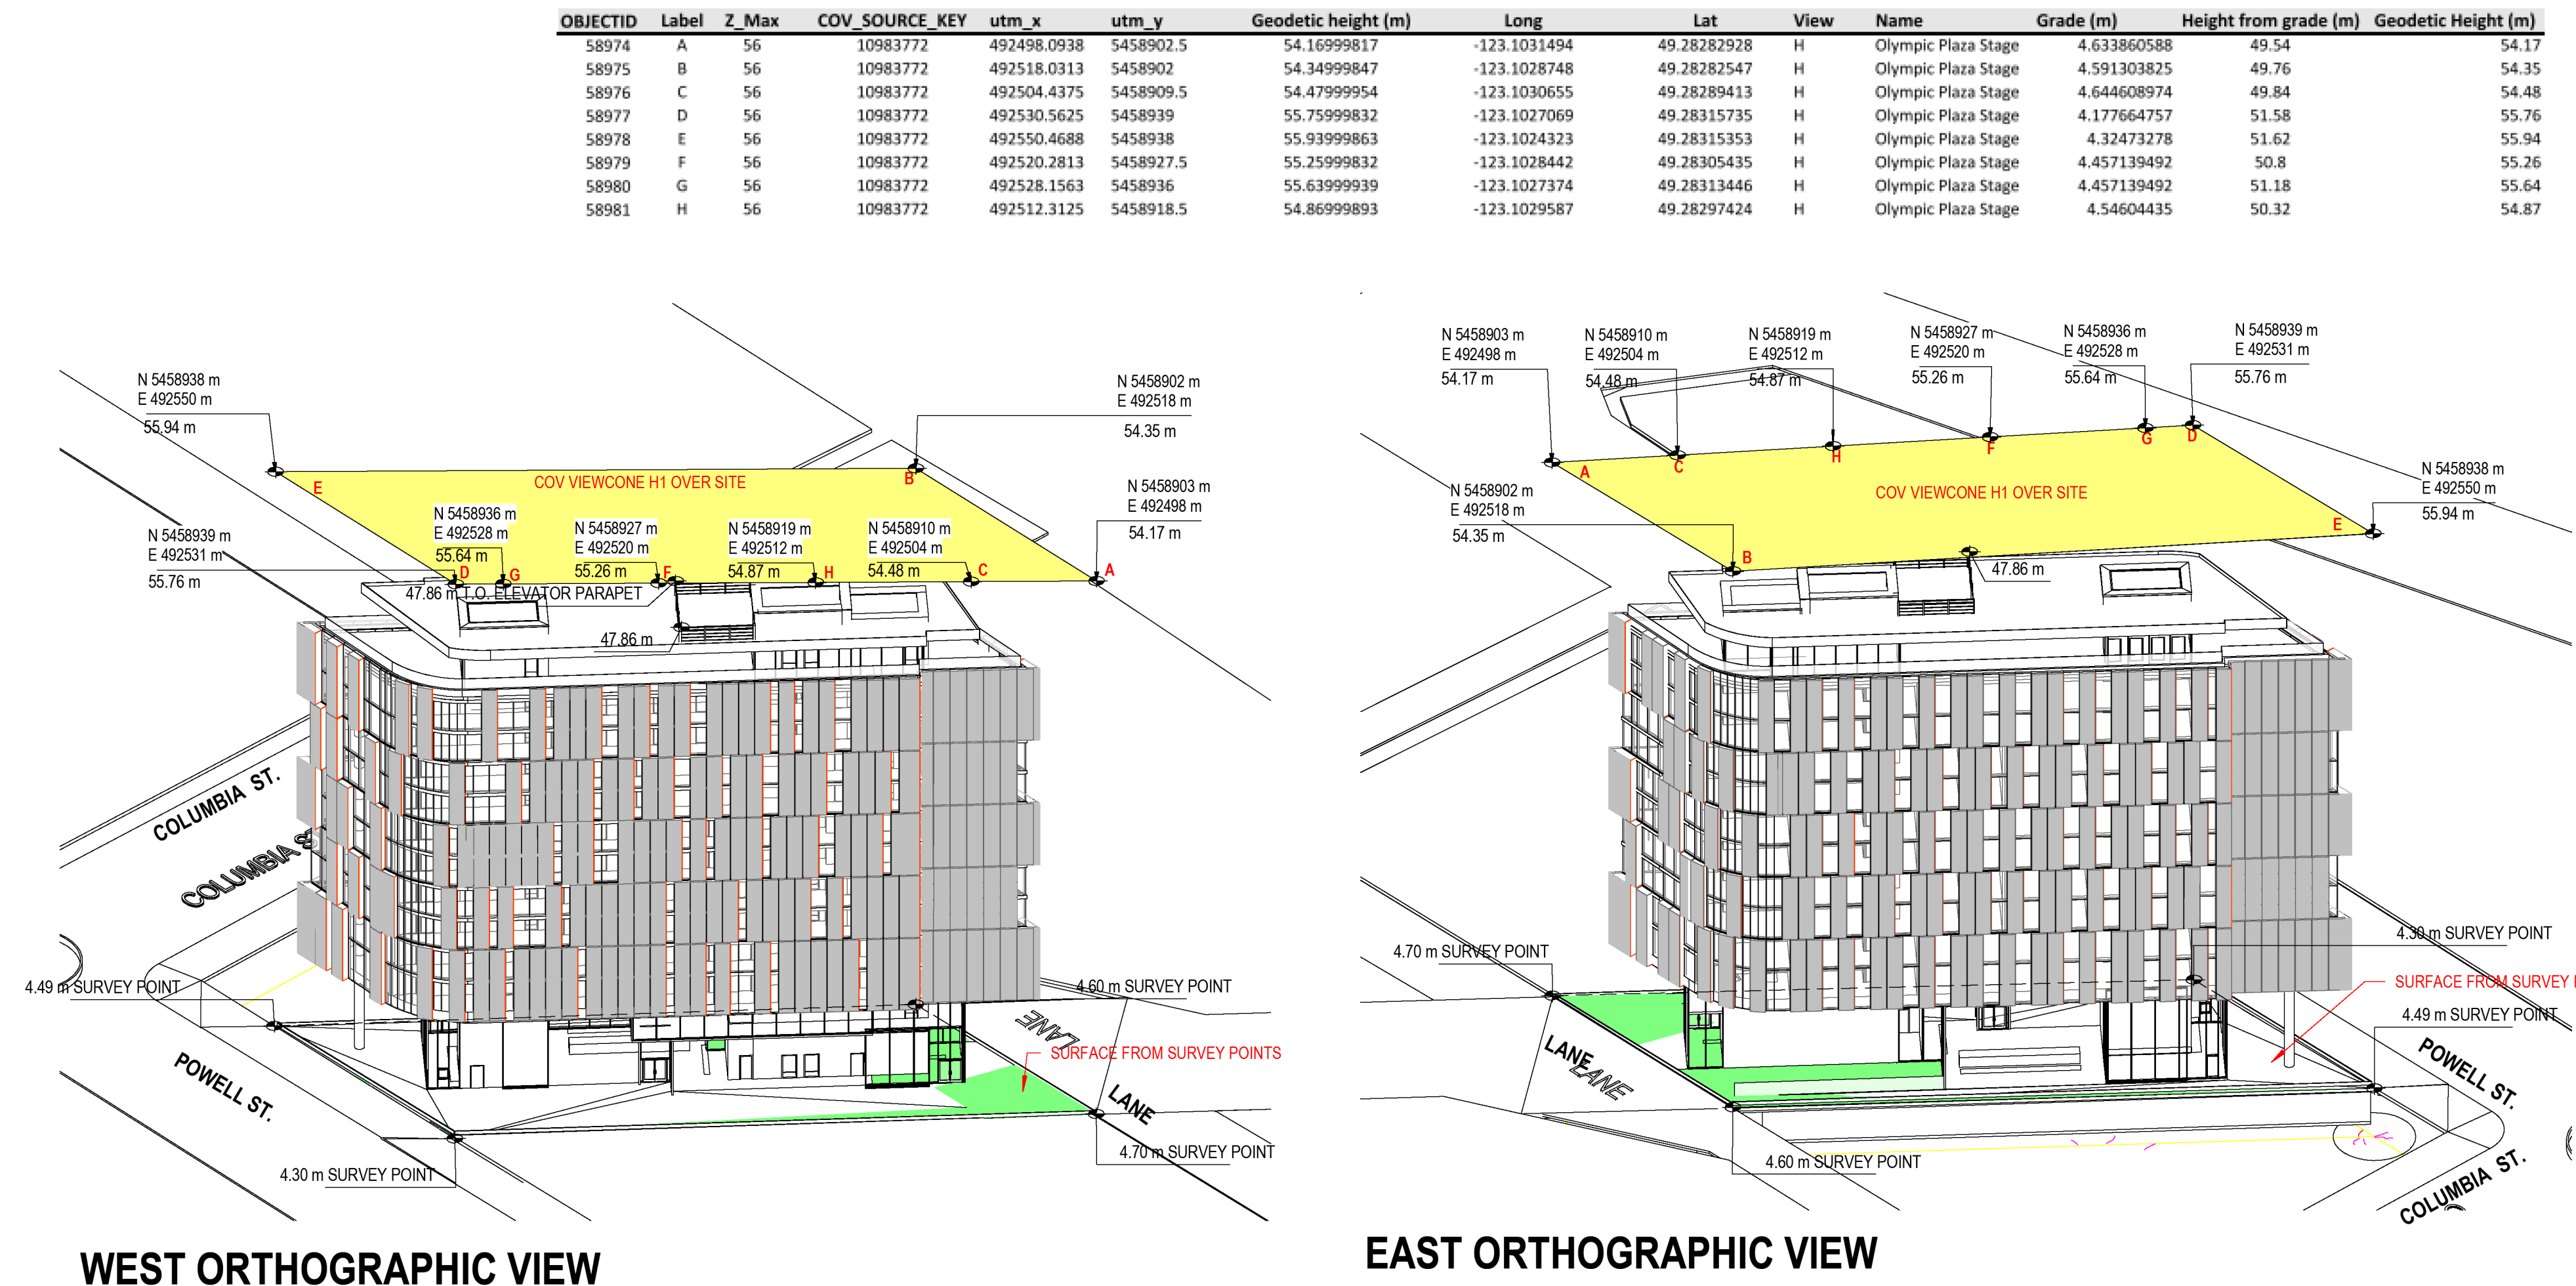 OBJECTID Label Z_Max COV_SOURCE_KEY utm_x utm_y Geodetic height (m) Long Lat View Name Grade (m) Height from grade (m) Geodetic Height (m)
58974 A 56 10983772 492498.0938 5458902.5 54.16999817 -123.1031494 49.28282928 H Olympic Plaza Stage 4.633860588 49.54 54.17
58975 B 56 10983772 492518.0313 5458902 54.34999847 -123.1028748 49.28282547 H Olympic Plaza Stage 4.591303825 49.76 54.35
58976 C 56 10983772 492504.4375 5458909.5 54.47999954 -123.1030655 49.28289413 H Olympic Plaza Stage 4.644608974 49.84 54.48
58977 D 56 10983772 492530.5625 5458939 55.75999832 -123.1027069 49.28315735 H Olympic Plaza Stage 4.177664757 51.58 55.76
58978 E 56 10983772 492550.4688 5458938 55.93999863 -123.1024323 49.28315353 H Olympic Plaza Stage 4.32473278 51.62 55.94
58979 F 56 10983772 492520.2813 5458927.5 55.25999832 -123.1028442 49.28305435 H Olympic Plaza Stage 4.457139492 50.8 55.26
58980 G 56 10983772 492528.1563 5458936 55.63999939 -123.1027374 49.28313446 H Olympic Plaza Stage 4.457139492 51.18 55.64
58981 H 56 10983772 492512.3125 5458918.5 54.86999893 -123.1029587 49.28297424 H Olympic Plaza Stage 4.54604435 50.32 54.87
N 5458938 m
E 492550 m
55.94 m
N 5458902 m
E 492518 m
54.35 m
E
COV VIEWCONE H1 OVER SITE
B
N 5458903 m
E 492498 m
54.17 m
N 5458939 m
E 492531 m
55.76 m
N 5458936 m
E 492528 m
55.64 m
N 5458927 m
E 492520 m
55.26 m
N 5458919 m
E 492512 m
54.87 m
N 5458910 m
E 492504 m
54.48 m
D
G
F
H
C
A
47.86 m T.O. ELEVATOR PARAPET
47.86 m
COLUMBIA ST.
COLUMBIA ST
4.49 m SURVEY POINT
4.60 m SURVEY POINT
LANE
SURFACE FROM SURVEY POINTS
POWELL ST.
LANE
4.70 m SURVEY POINT
4.30 m SURVEY POINT
WEST ORTHOGRAPHIC VIEW
N 5458903 m
E 492498 m
54.17 m
N 5458910 m
E 492504 m
54.48 m
N 5458919 m
E 492512 m
54.87 m
N 5458927 m
E 492520 m
55.26 m
N 5458936 m
E 492528 m
55.64 m
N 5458939 m
E 492531 m
55.76 m
A
C
H
F
G
D
N 5458902 m
E 492518 m
54.35 m
COV VIEWCONE H1 OVER SITE
N 5458938 m
E 492550 m
55.94 m
E
B
47.86 m
4.70 m SURVEY POINT
4.30 m SURVEY POINT
SURFACE FROM SURVEY
4.49 m SURVEY POINT
LANE
LANE
POWELL ST.
4.60 m SURVEY POINT
COLUMBIA ST.
EAST ORTHOGRAPHIC VIEW